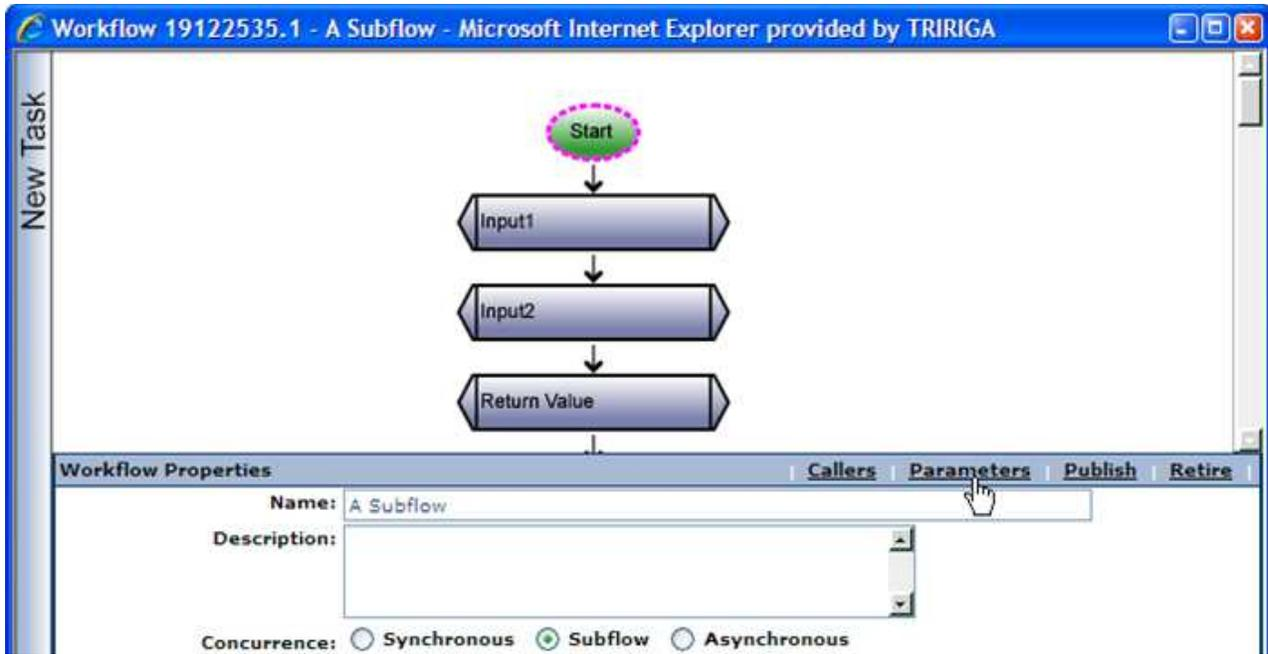 Workflow 19122535.1 - A Subflow - Microsoft Internet Explorer provided by TRIRIGA
New Task
Start
Input1
Input2
Return Value
Workflow Properties | Callers | Parameters | Publish | Retire |
Name: A Subflow
Description:
Concurrence: Synchronous Subflow Asynchronous